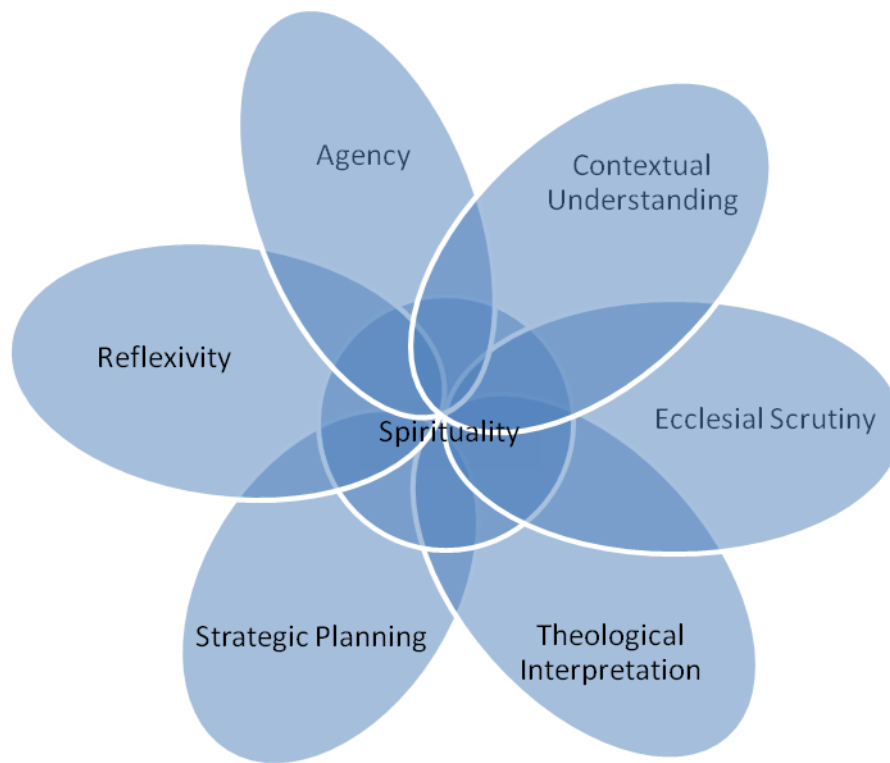 Agency
Contextual
Understanding
Reflexivity
Ecclesial Scrutiny
Spirituality
Strategic Planning
Theological
Interpretation